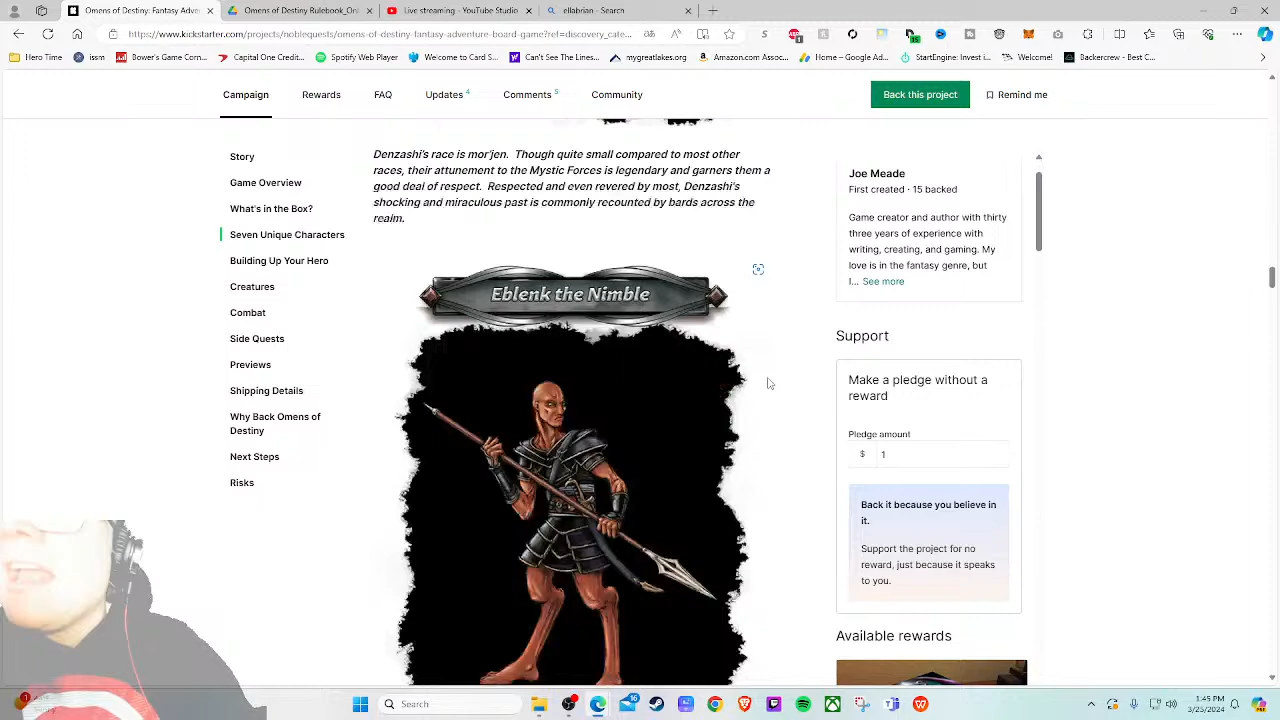 Omens of Destiny: Fantasy Adve
Omens of Destiny Rulebook_Onl
Live streaming - YouTube Studio
ellabrian - Search
https://www.kickstarter.com/projects/noblequests/omens-of-destiny-fantasy-adventure-board-game?ref=discovery_cate...
Hero Time
issue
Dower's Game Corn...
Capital One Credit...
Spotify Web Player
Welcome to Card S...
Can't See The Lines...
nogreatlakes.org
Amazon.com Assoc...
Home – Google Ad...
StartEngine: Invest i...
Welcome!
Backercrew - Best C...
Campaign
Rewards
FAQ
Updates 4
Comments 5
Community
Back this project
Remind me
Story
Game Overview
What's in the Box?
Seven Unique Characters
Building Up Your Hero
Creatures
Combat
Side Quests
Previews
Shipping Details
Why Back Omens of
Destiny
Next Steps
Risks
Denzashi's race is mor'jen. Though quite small compared to most other
races, their attunement to the Mystic Forces is legendary and garners them a
good deal of respect. Respected and even revered by most, Denzashi's
shocking and miraculous past is commonly recounted by bards across the
realm.
Eblenk the Nimble
Joe Meade
First created · 15 backed
Game creator and author with thirty
three years of experience with
writing, creating, and gaming. My
love is in the fantasy genre, but
I... See more
Support
Make a pledge without a
reward
Pledge amount
$ 1
Back it because you believe in
it.
Support the project for no
reward, just because it speaks
to you.
Available rewards
Search
1:45 PM
3/25/2024